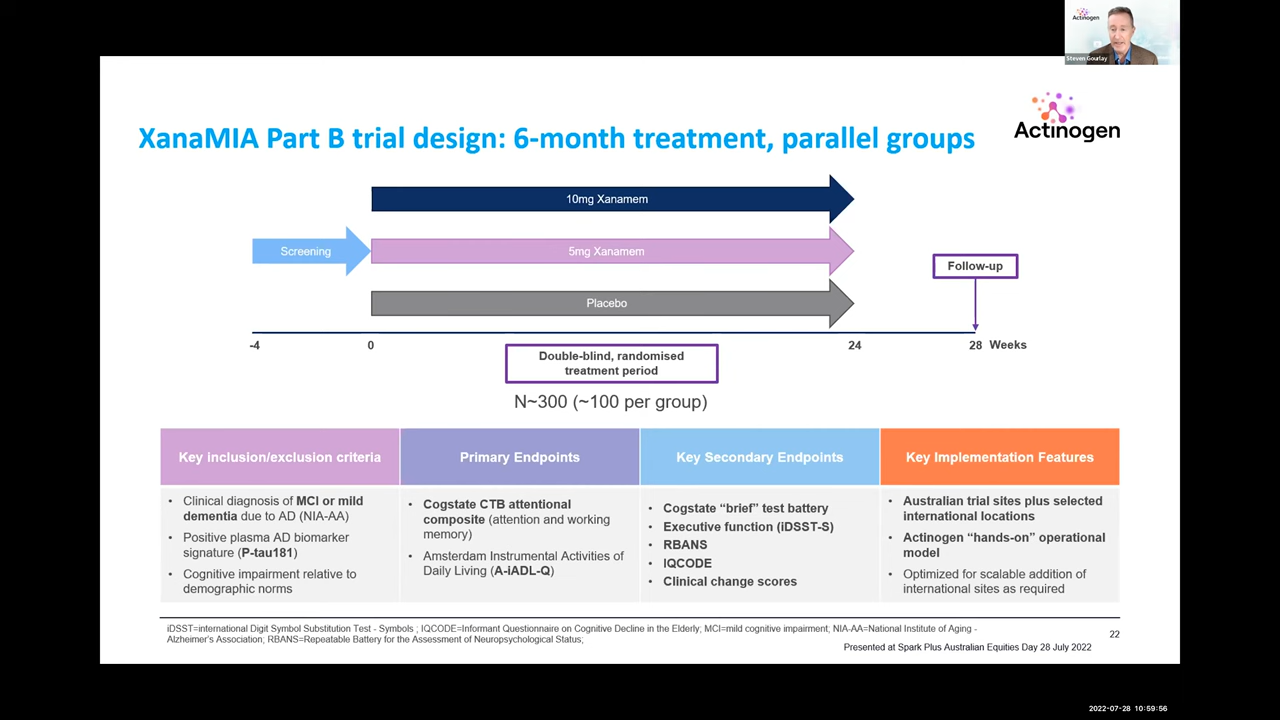 Actinogen
Steven Gourlay
XanaMIA Part B trial design: 6-month treatment, parallel groups
Actinogen
10mg Xanamem
Screening
5mg Xanamem
Follow-up
Placebo
-4
0
24
28 Weeks
Double-blind, randomised
treatment period
N~300 (~100 per group)
Key inclusion/exclusion criteria
• Clinical diagnosis of MCI or mild
dementia due to AD (NIA-AA)
• Positive plasma AD biomarker
signature (P-tau181)
• Cognitive impairment relative to
demographic norms
Primary Endpoints
• Cogstate CTB attentional
composite (attention and working
memory)
• Amsterdam Instrumental Activities of
Daily Living (A-iADL-Q)
Key Secondary Endpoints
• Cogstate “brief” test battery
• Executive function (iDSST-S)
• RBANS
• IQCODE
• Clinical change scores
Key Implementation Features
• Australian trial sites plus selected
international locations
• Actinogen “hands-on” operational
model
• Optimized for scalable addition of
international sites as required
iDSST=international Digit Symbol Substitution Test - Symbols ; IQCODE=Informant Questionnaire on Cognitive Decline in the Elderly; MCI=mild cognitive impairment; NIA-AA=National Institute of Aging -
Alzheimer's Association; RBANS=Repeatable Battery for the Assessment of Neuropsychological Status;
22
Presented at Spark Plus Australian Equities Day 28 July 2022
2022-07-28 10:59:56